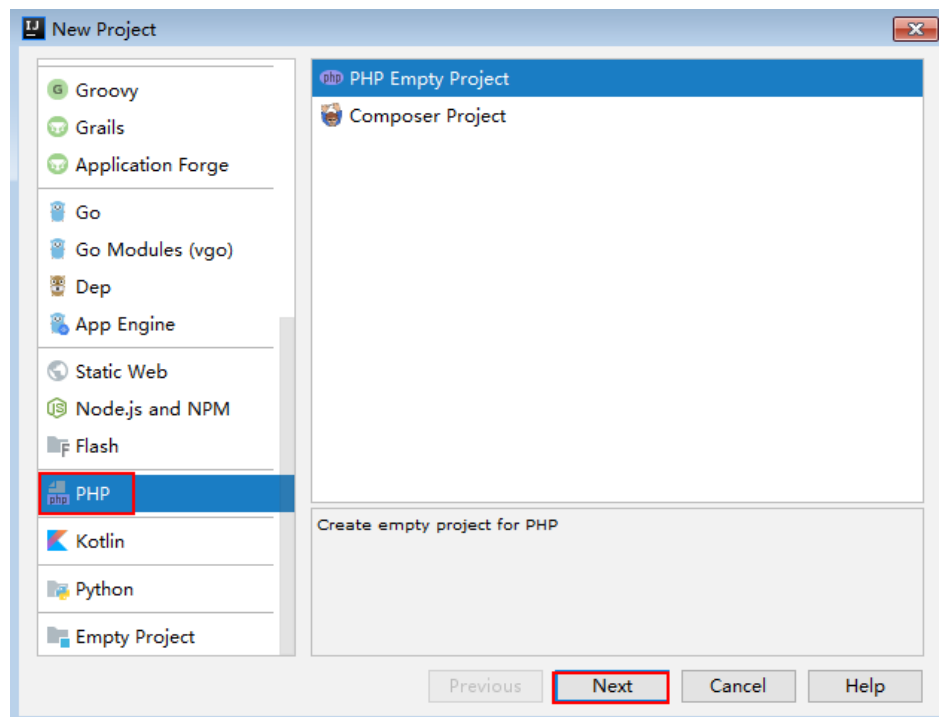 New Project
Groovy
Grails
Application Forge
Go
Go Modules (vgo)
Dep
App Engine
Static Web
Node.js and NPM
Flash
PHP
Kotlin
Python
Empty Project
PHP Empty Project
Composer Project
Create empty project for PHP
Previous
Next
Cancel
Help